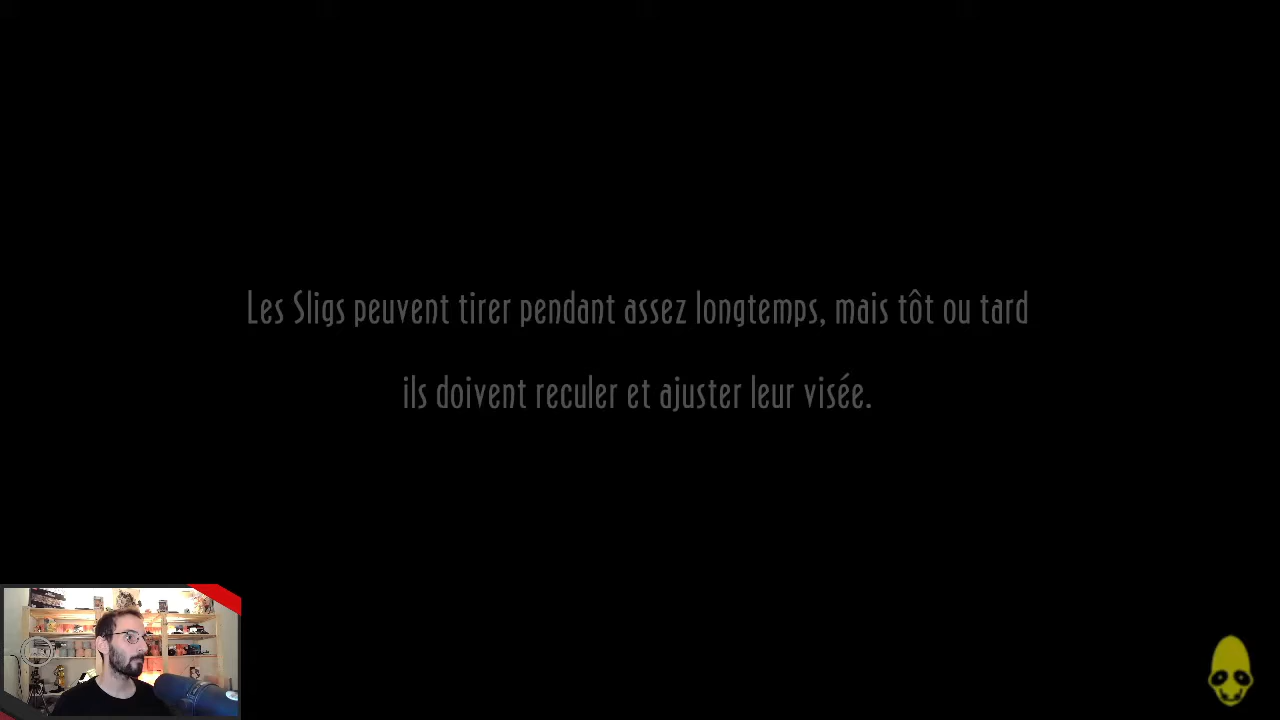 Les Sligs peuvent tirer pendant assez longtemps, mais tôt ou tard
ils doivent reculer et ajuster leur visée.